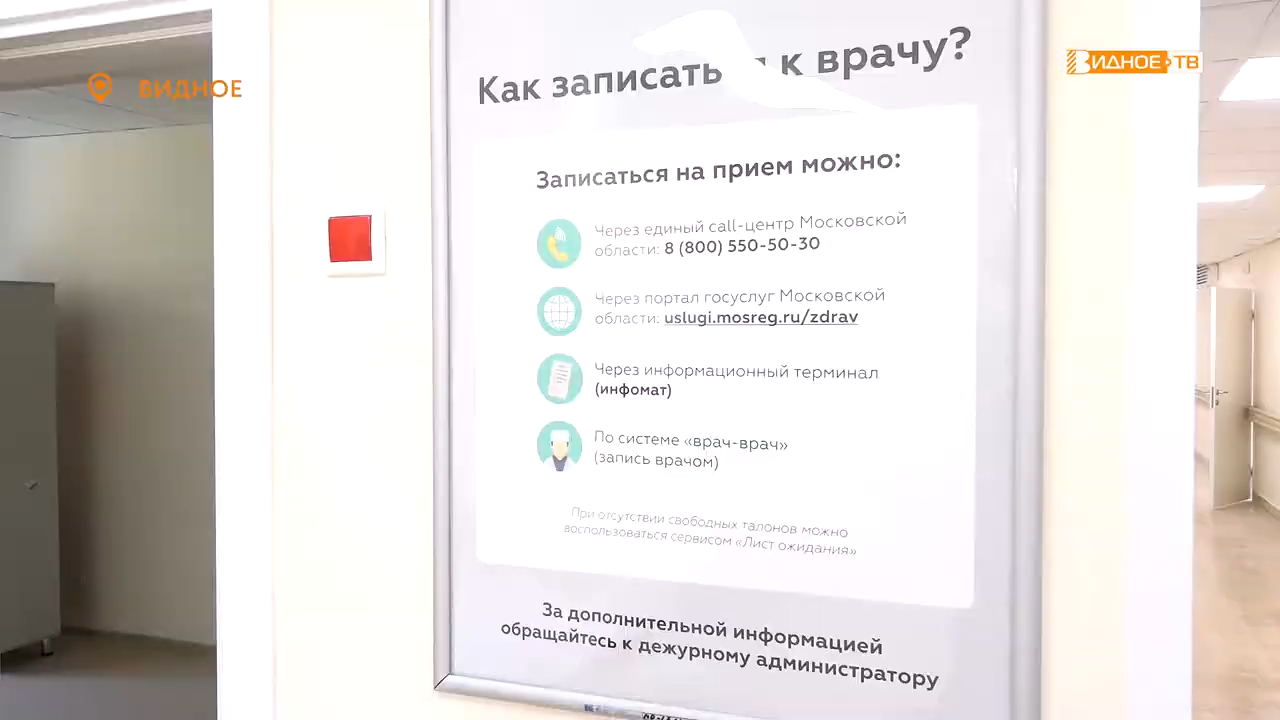 ВИДНОЕ
ВИДНОЕ ТВ
Как записать к врачу?
Записаться на прием можно:
Через единый call-центр Московской
области: 8 (800) 550-50-30
Через портал госуслуг Московской
области: uslugi.mosreg.ru/zdrav
Через информационный терминал
(инфомат)
По системе «врач-врач»
(запись врачом)
При отсутствии свободных талонов можно
воспользоваться сервисом «Лист ожидания»
За дополнительной информацией
обращайтесь к дежурному администратору